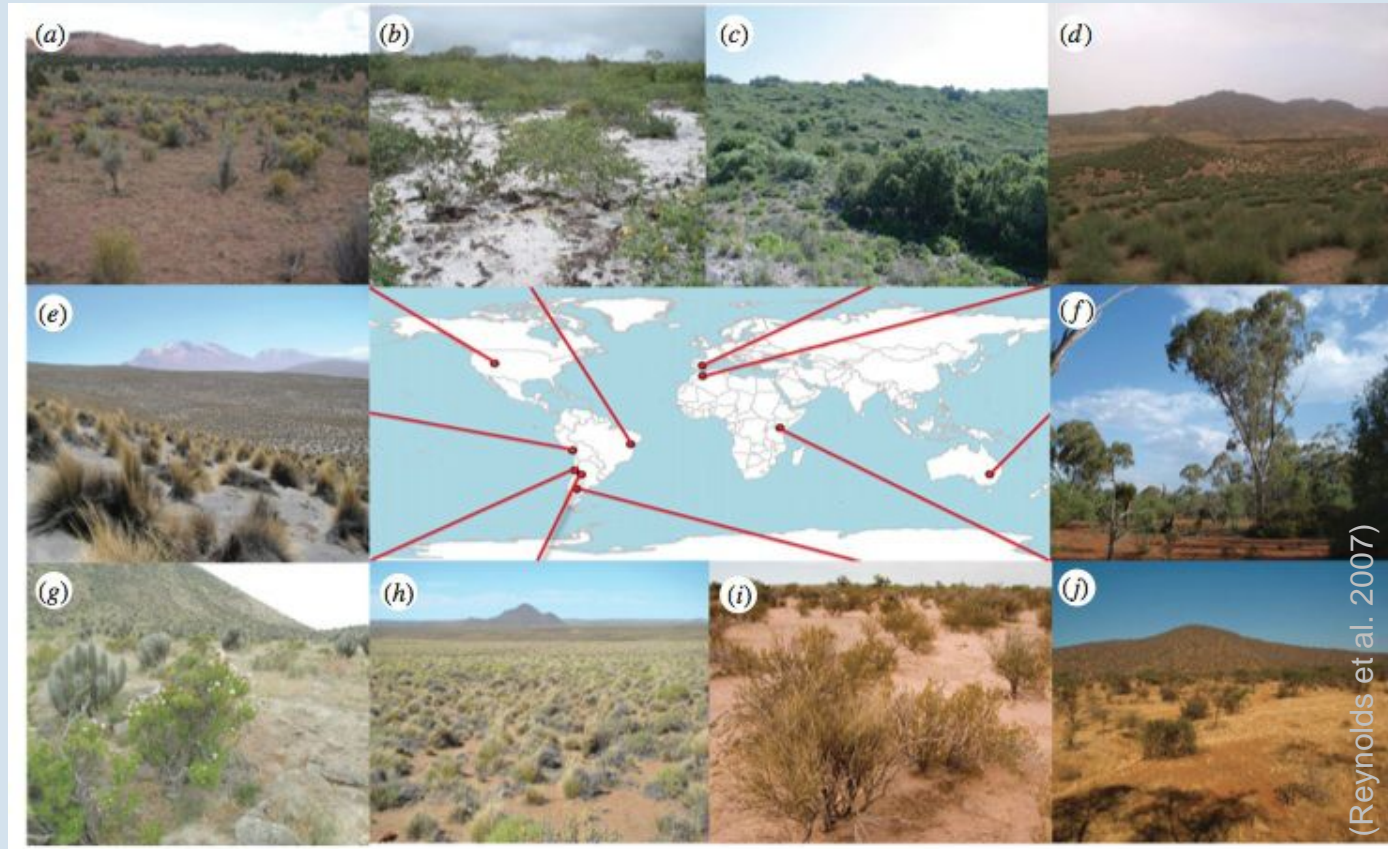 (a)
(b)
(c)
(d)
(e)
(f)
(g)
(h)
(i)
(j)
(Reynolds et al. 2007)